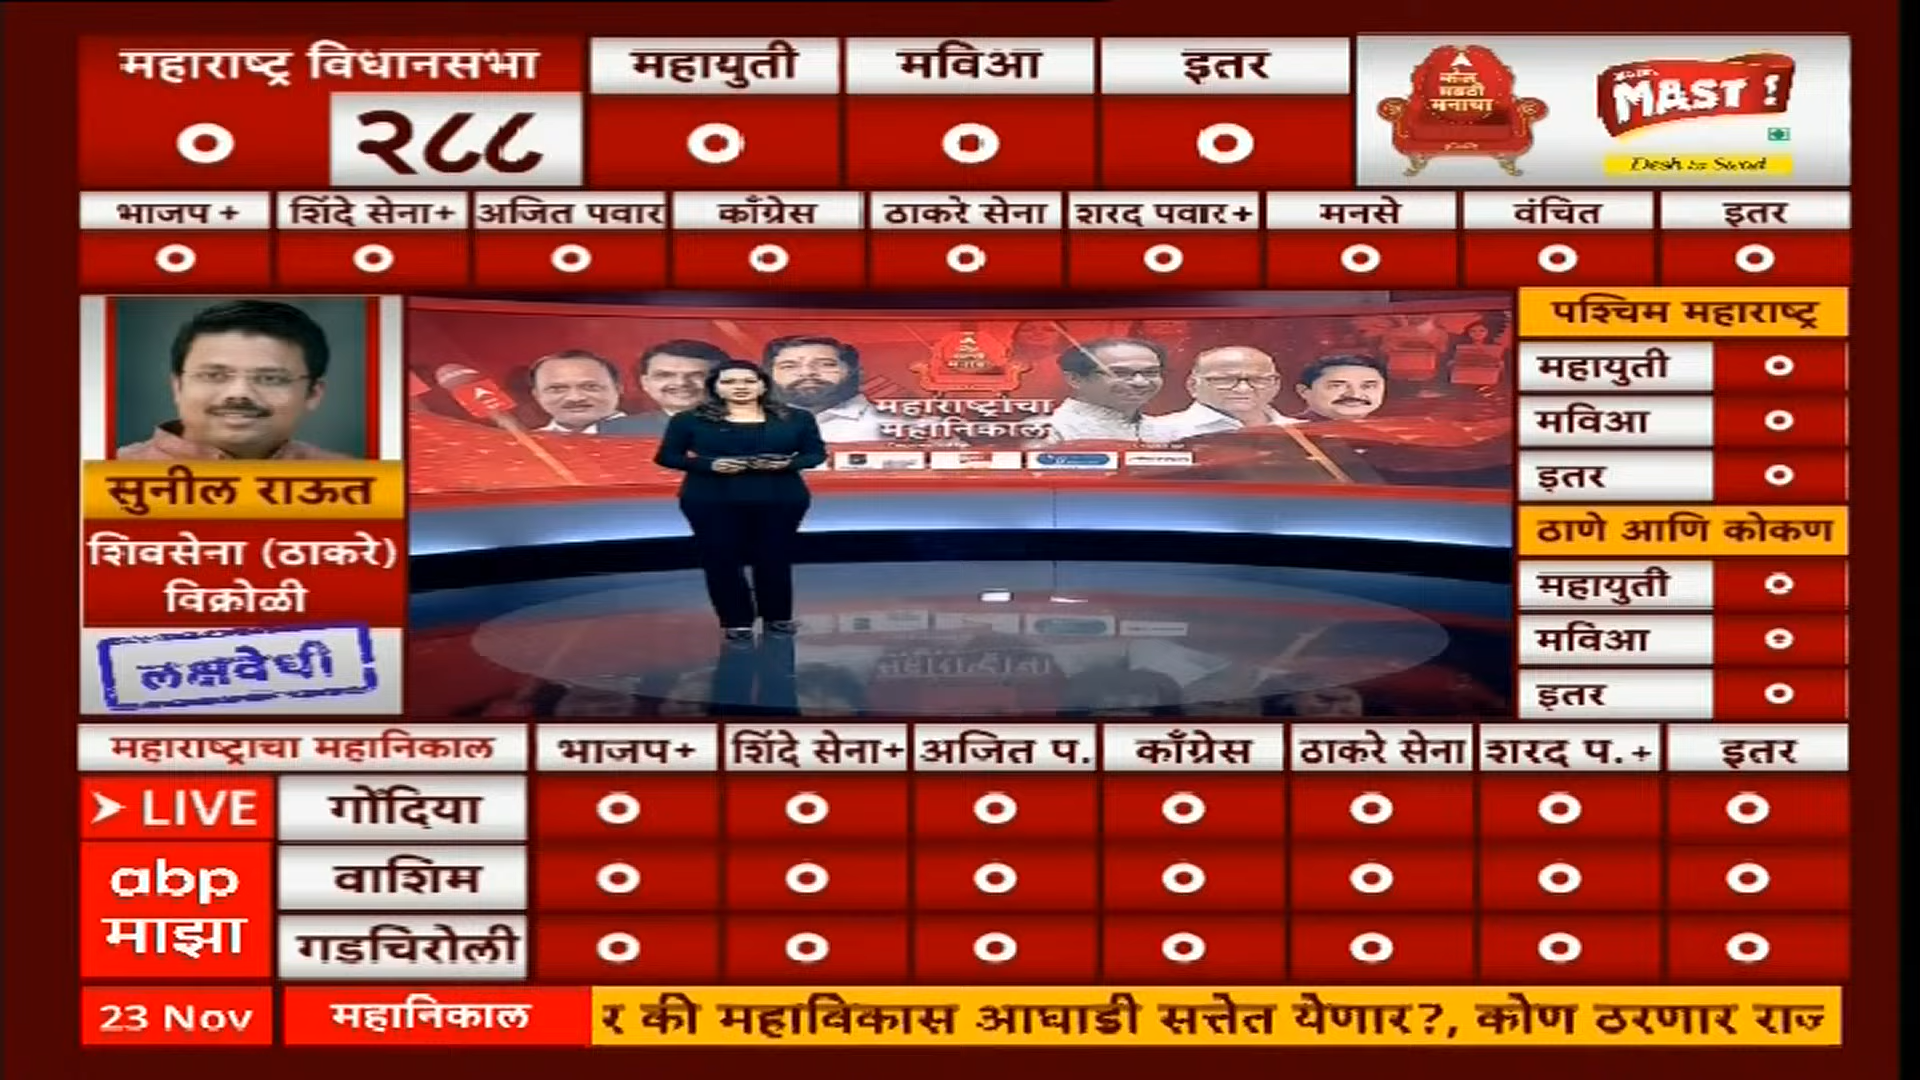 महाराष्ट्र विधानसभा
० २८८
महायुती मविआ इतर
० ० ०
MAST !
Desh ka Swad
भाजप + शिंदे सेना+ अजित पवार काँग्रेस ठाकरे सेना शरद पवार+ मनसे वंचित इतर
० ० ० ० ० ० ० ० ०
सुनील राऊत
शिवसेना (ठाकरे)
विक्रोळी
लक्षवेधी
महाराष्ट्राचा
महानिकाल
पश्चिम महाराष्ट्र
महायुती ०
मविआ ०
इतर ०
ठाणे आणि कोकण
महायुती ०
मविआ ०
इतर ०
महाराष्ट्राचा महानिकाल भाजप+ शिंदे सेना+ अजित प. काँग्रेस ठाकरे सेना शरद प.+ इतर
LIVE
गोंदिया ० ० ० ० ० ० ०
abp
माझा
वाशिम ० ० ० ० ० ० ०
गडचिरोली ० ० ० ० ० ० ०
23 Nov महानिकाल र की महाविकास आघाडी सत्तेत येणार?, कोण ठरणार